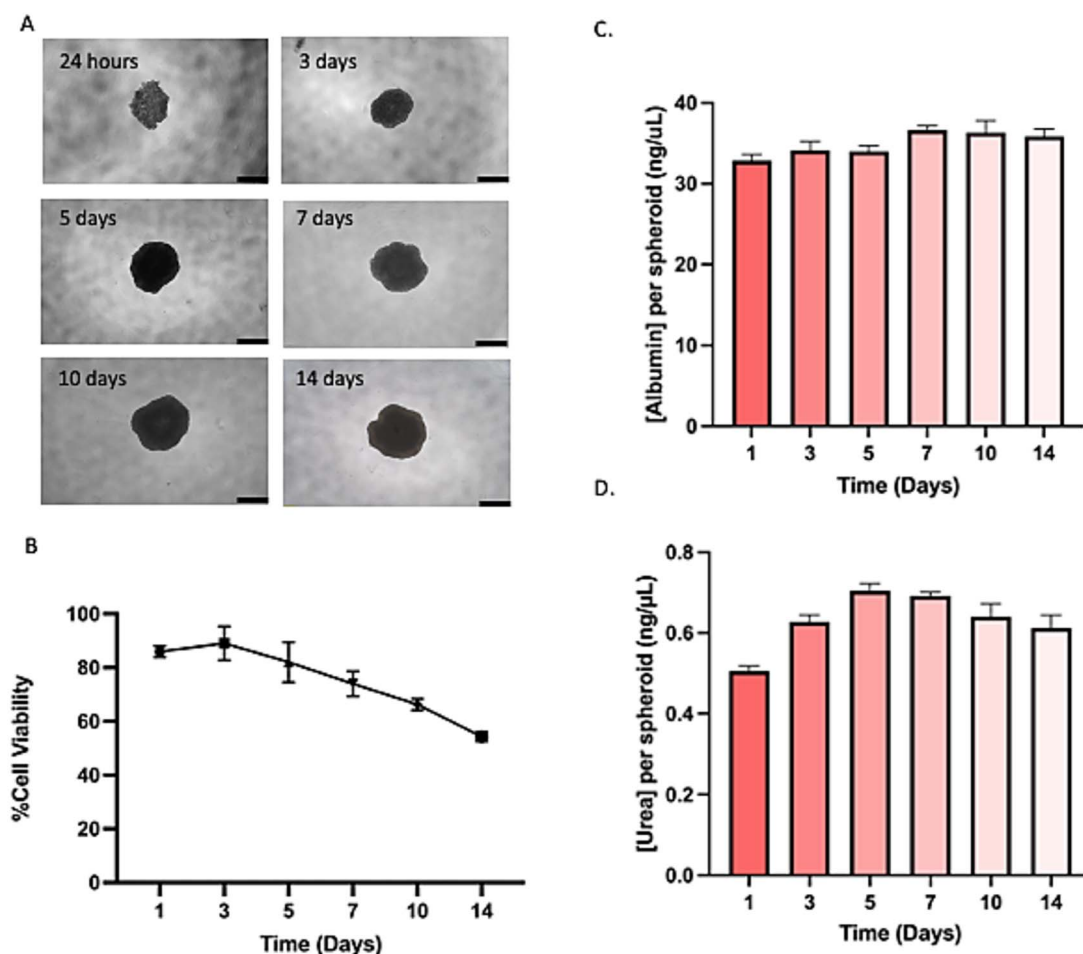 A
24 hours
3 days
5 days
7 days
10 days
14 days
B
%Cell Viability
100
80
60
40
20
0
1 3 5 7 10 14
Time (Days)
C.
[Albumin] per spheroid (ng/uL)
40
30
20
10
0
1 3 5 7 10 14
Time (Days)
D.
[Urea] per spheroid (ng/µL)
0.8
0.6
0.4
0.2
0.0
1 3 5 7 10 14
Time (Days)